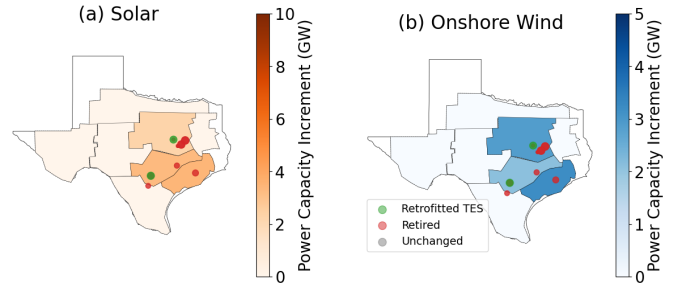 (a) Solar
10
8
6
4
2
0
Power Capacity Increment (GW)
(b) Onshore Wind
Retrofitted TES
Retired
Unchanged
5
4
3
2
1
0
Power Capacity Increment (GW)